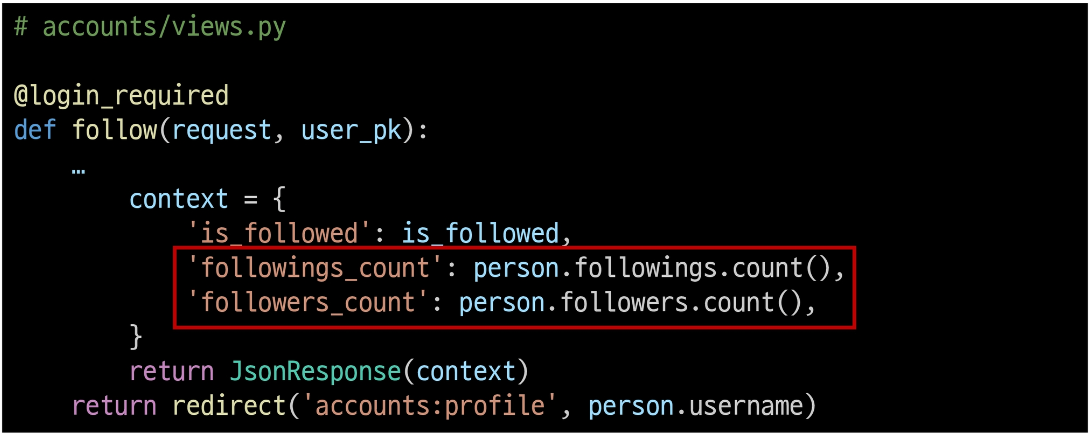 # accounts/views.py
@login_required
def follow(request, user_pk):
…
context = {
'is_followed': is_followed,
'followings_count': person.followings.count(),
'followers_count': person.followers.count(),
}
return JsonResponse(context)
return redirect('accounts:profile', person.username)